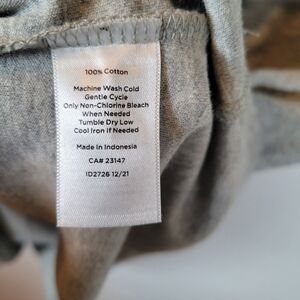 100% Cotton
Machine Wash Cold
Gentle Cycle
Only Non-Chlorine Bleach
When Needed
Tumble Dry Low
Cool Iron if Needed
Made in Indonesia
CA# 23147
ID2726 12/21